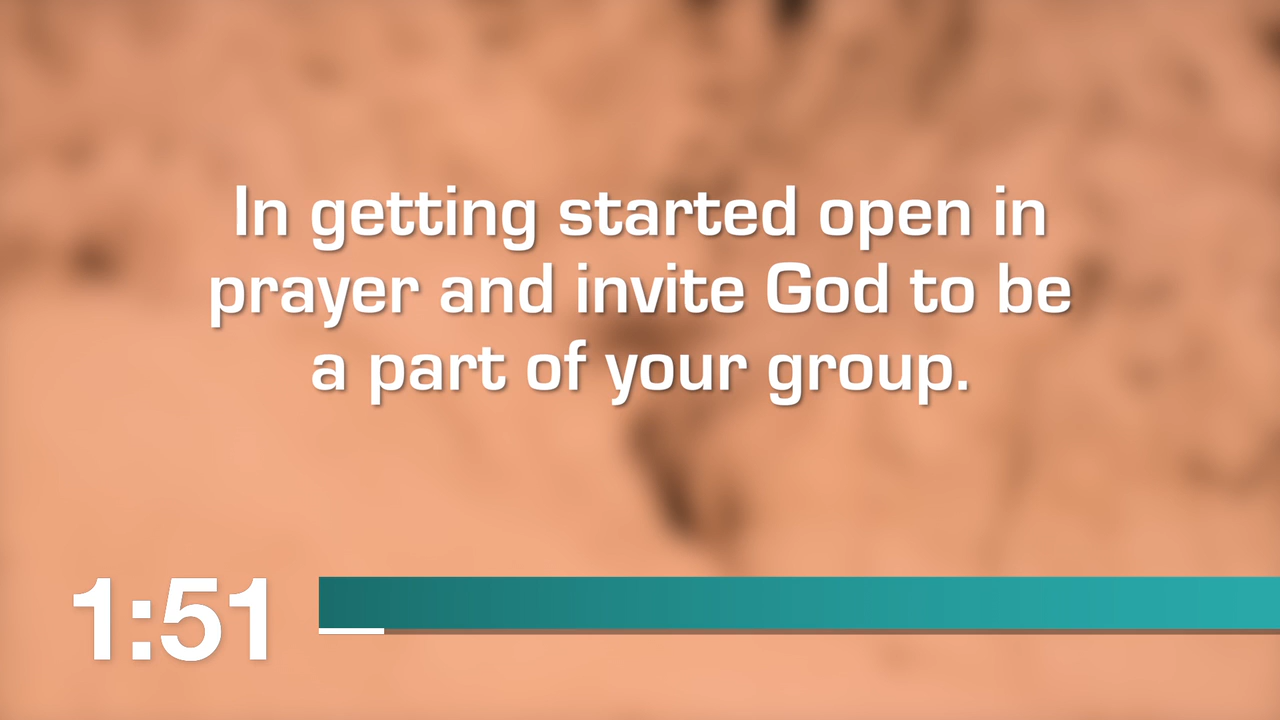 In getting started open in
prayer and invite God to be
a part of your group.
1:51